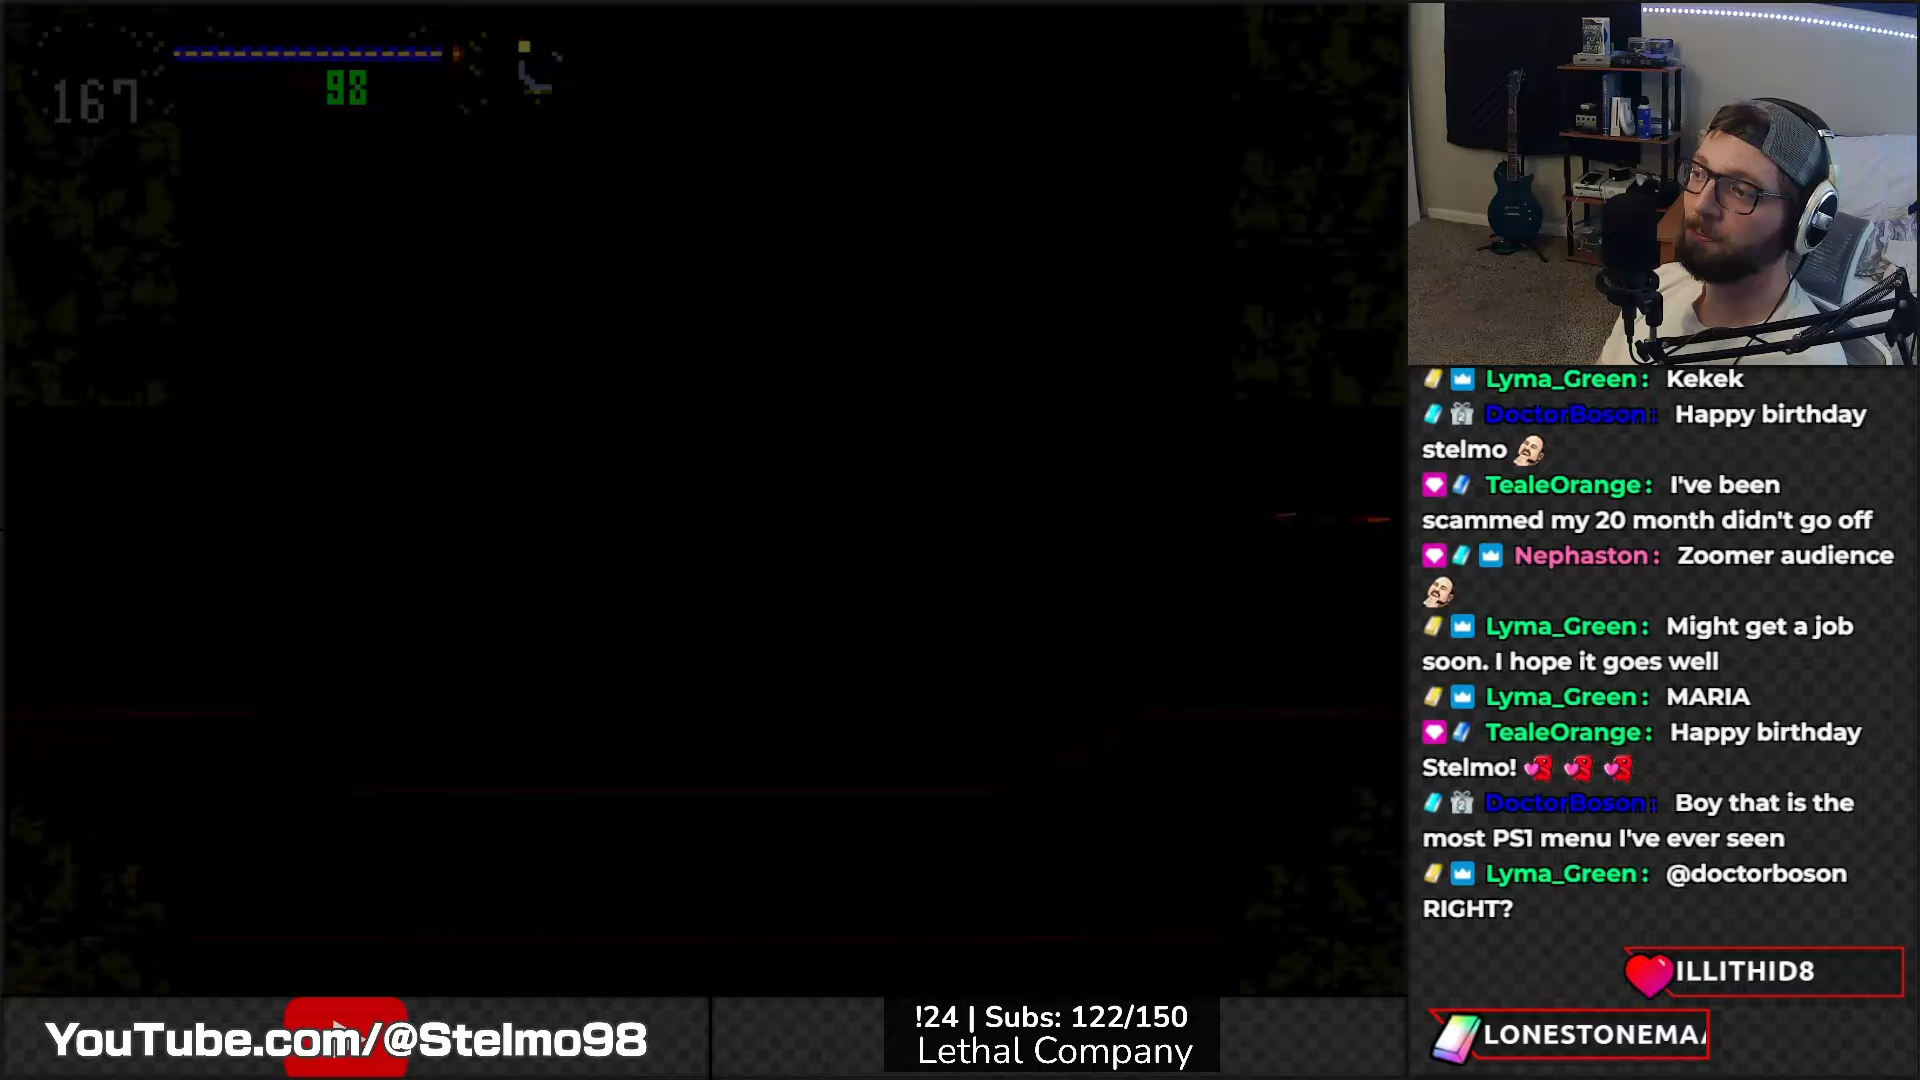 167
98
Lyma_Green: Kekek
DoctorBoson: Happy birthday
stelmo
TealeOrange: I've been
scammed my 20 month didn't go off
Nephaston: Zoomer audience
Lyma_Green: Might get a job
soon. I hope it goes well
Lyma_Green: MARIA
TealeOrange: Happy birthday
Stelmo!
DoctorBoson: Boy that is the
most PS1 menu I've ever seen
Lyma_Green: @doctorboson
RIGHT?
ILLITHID8
LONESTONEMA
YouTube.com/@Stelmo98
!24 | Subs: 122/150
Lethal Company